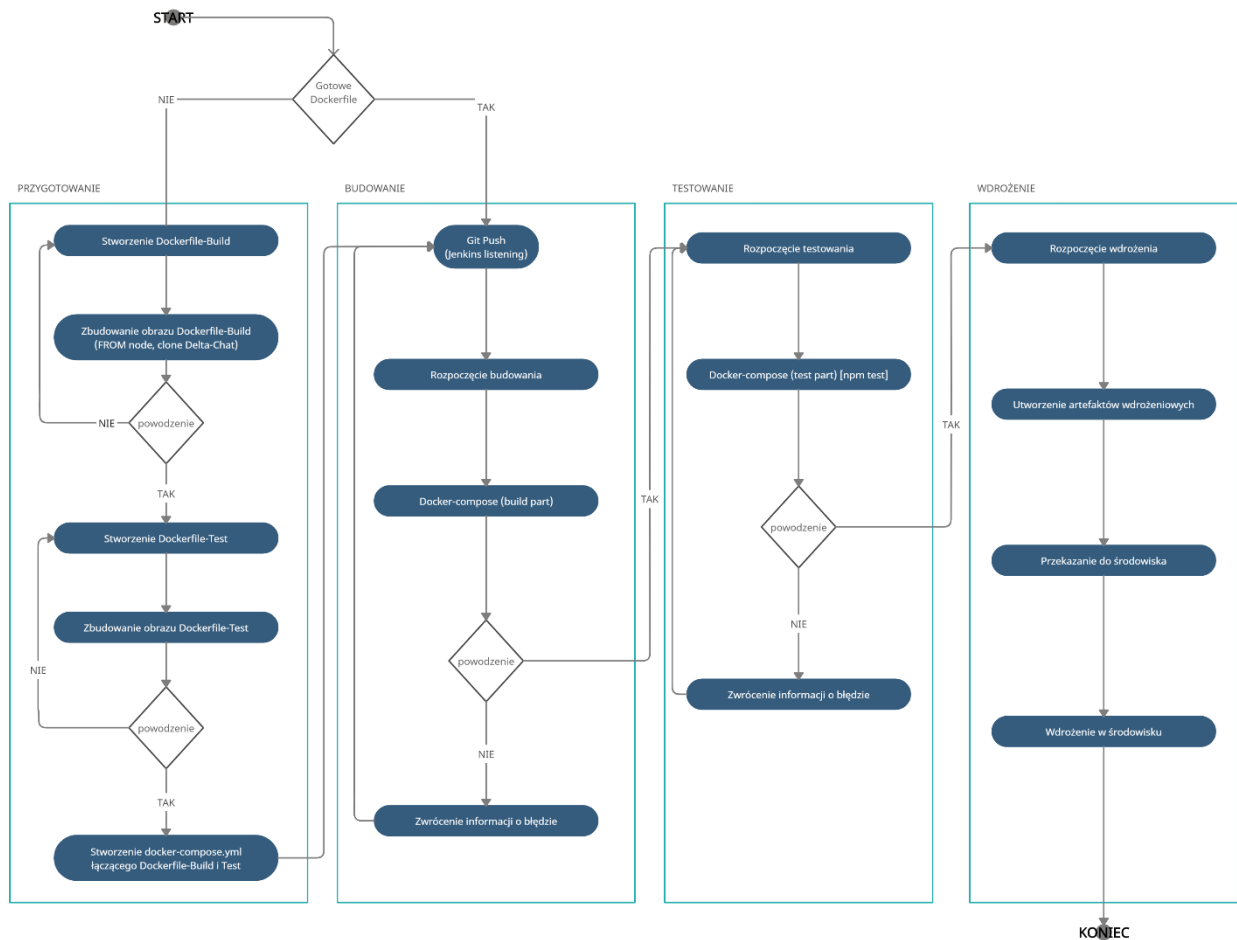 START
Gotowe
Dockerfile
NIE
TAK
PRZYGOTOWANIE
Stworzenie Dockerfile-Build
Zbudowanie obrazu Dockerfile-Build
(FROM node, clone Delta-Chat)
powodzenie
NIE
TAK
Stworzenie Dockerfile-Test
Zbudowanie obrazu Dockerfile-Test
NIE
powodzenie
TAK
Stworzenie docker-compose.yml
łączącego Dockerfile-Build i Test
BUDOWANIE
Git Push
(Jenkins listening)
Rozpoczęcie budowania
Docker-compose (build part)
powodzenie
TAK
NIE
Zwrócenie informacji o błędzie
TESTOWANIE
Rozpoczęcie testowania
Docker-compose (test part) [npm test]
powodzenie
TAK
NIE
Zwrócenie informacji o błędzie
WDROŻENIE
Rozpoczęcie wdrożenia
Utworzenie artefaktów wdrożeniowych
Przekazanie do środowiska
Wdrożenie w środowisku
KONIEC